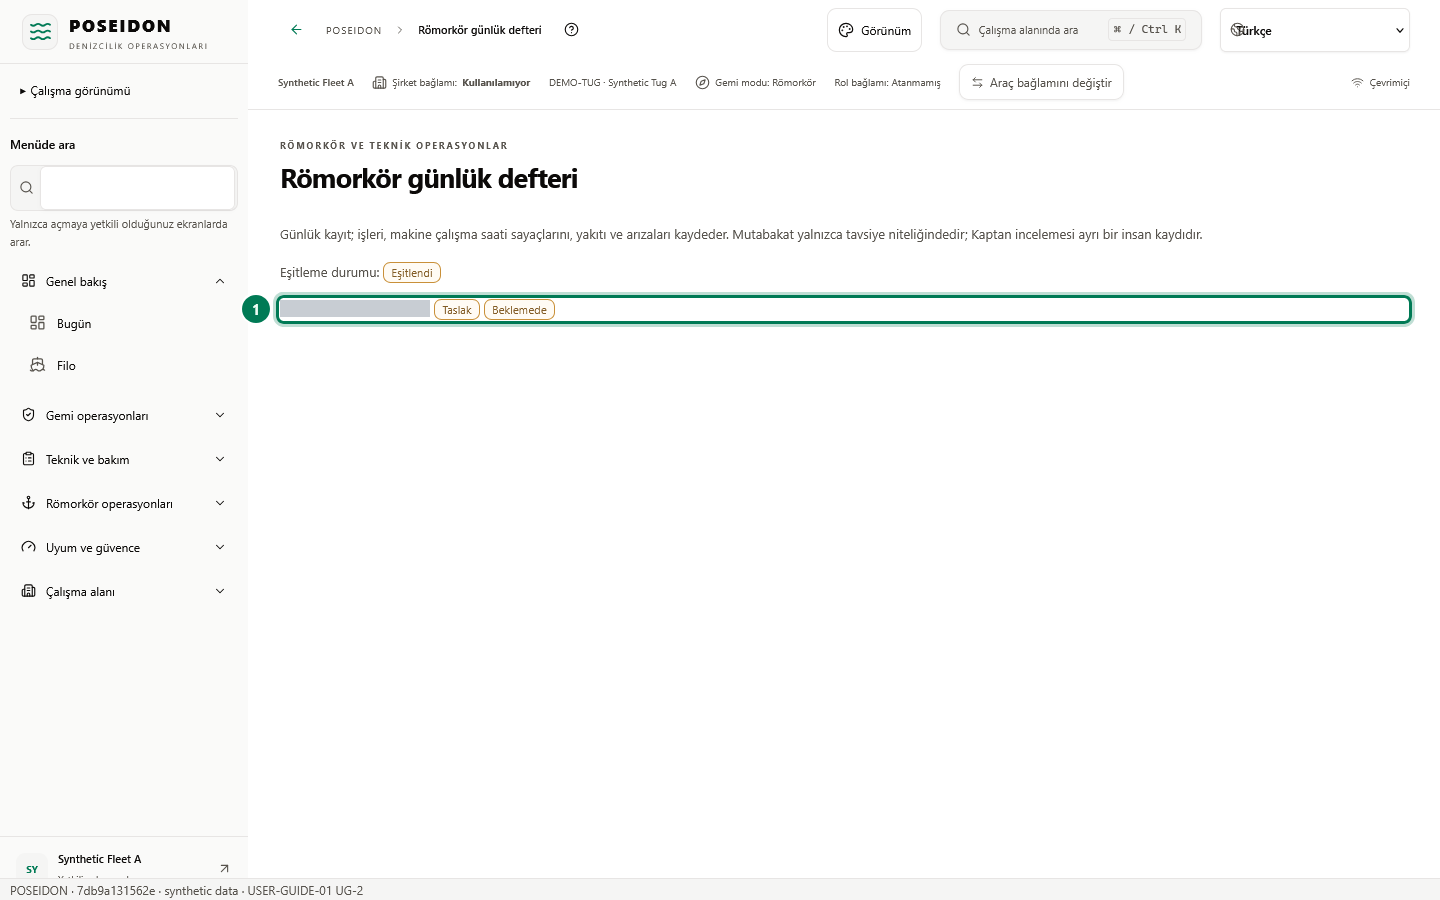 POSEIDON
DENİZCİLİK OPERASYONLARI
Çalışma görünümü
Menüde ara
Yalnızca açmaya yetkili olduğunuz ekranlarda
arar.
Genel bakış
Bugün
Filo
Gemi operasyonları
Teknik ve bakım
Römorkör operasyonları
Uyum ve güvence
Çalışma alanı
SY
Synthetic Fleet A
POSEIDON
Römorkör günlük defteri
Görünüm
Çalışma alanında ara
⌘ / Ctrl K
Türkçe
Synthetic Fleet A
Şirket bağlamı: Kullanılamıyor
DEMO-TUG · Synthetic Tug A
Gemi modu: Römorkör
Rol bağlamı: Atanmamış
Araç bağlamını değiştir
Çevrimiçi
RÖMORKÖR VE TEKNİK OPERASYONLAR
Römorkör günlük defteri
Günlük kayıt; işleri, makine çalışma saati sayaçlarını, yakıtı ve arızaları kaydeder. Mutabakat yalnızca tavsiye niteliğindedir; Kaptan incelemesi ayrı bir insan kaydıdır.
Eşitleme durumu: Eşitlendi
1
Taslak
Beklemede
POSEIDON · 7db9a131562e · synthetic data · USER-GUIDE-01 UG-2